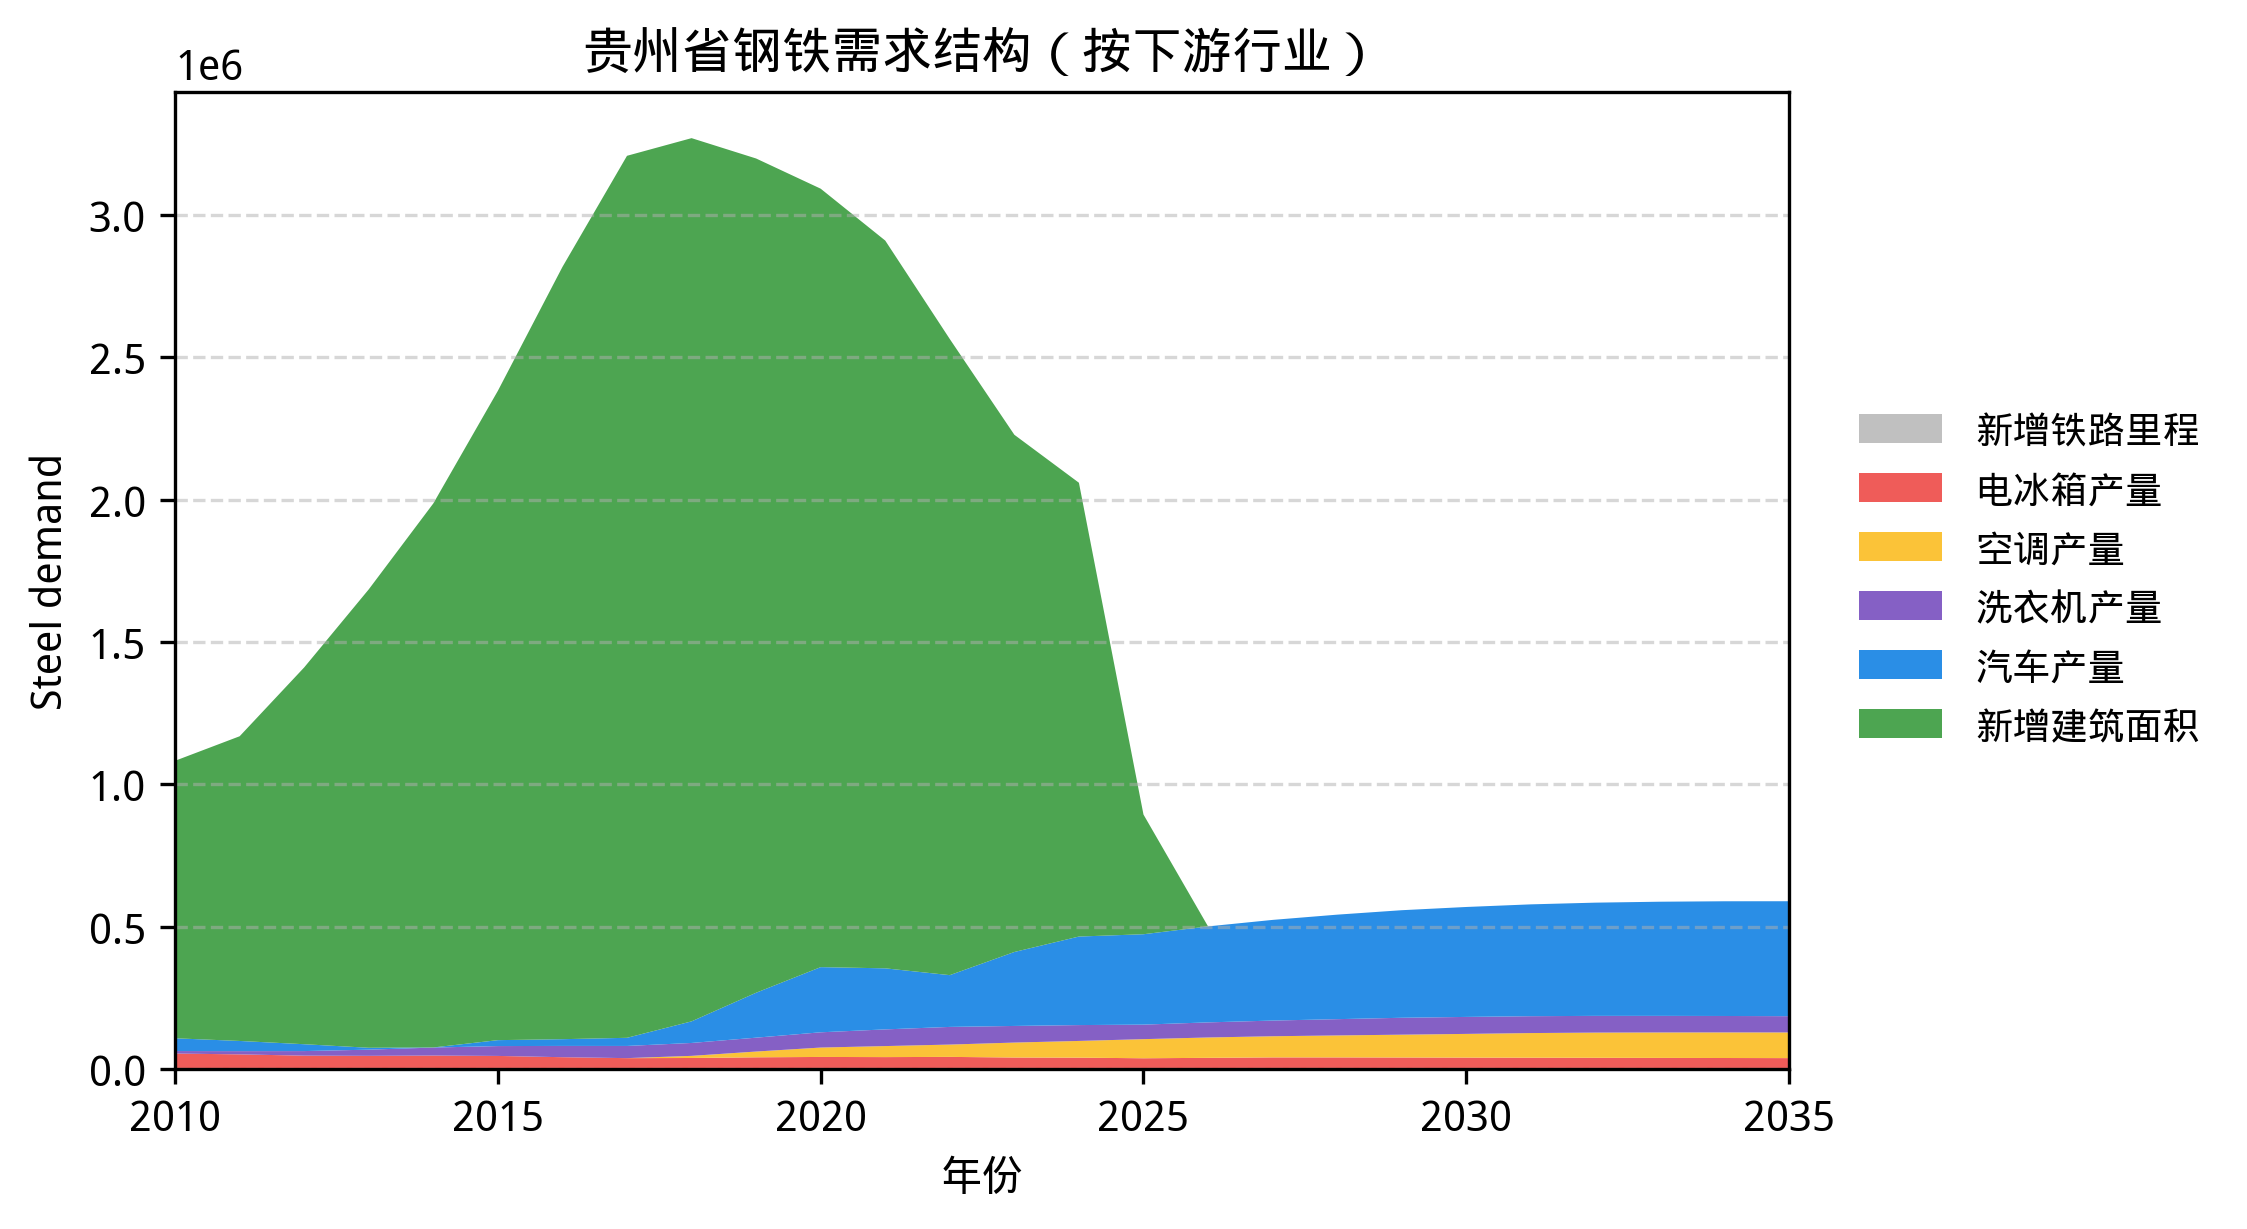 贵州省钢铁需求结构（按下游行业）
1e6
3.0
2.5
2.0
1.5
1.0
0.5
0.0
Steel demand
2010 2015 2020 2025 2030 2035
年份
新增铁路里程
电冰箱产量
空调产量
洗衣机产量
汽车产量
新增建筑面积